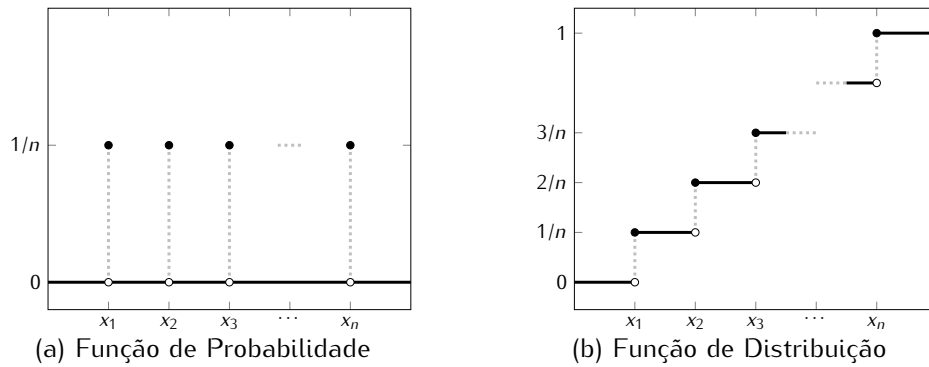 1/n
0
x₁ x₂ x₃ ··· xₙ
(a) Função de Probabilidade
1
3/n
2/n
1/n
0
x₁ x₂ x₃ ··· xₙ
(b) Função de Distribuição